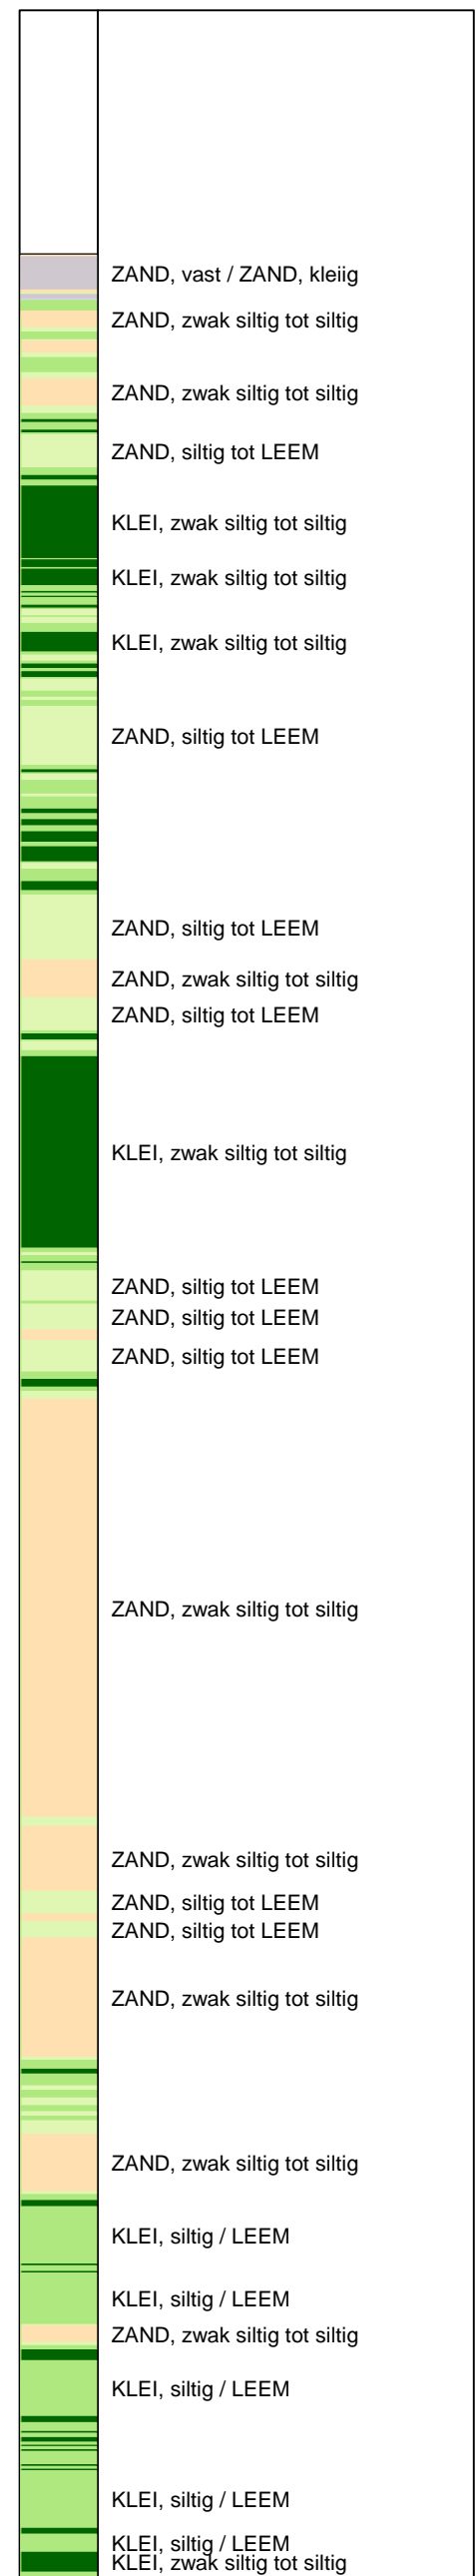 ZAND, vast / ZAND, kleiig
ZAND, zwak siltig tot siltig
ZAND, zwak siltig tot siltig
ZAND, siltig tot LEEM
KLEI, zwak siltig tot siltig
KLEI, zwak siltig tot siltig
KLEI, zwak siltig tot siltig
ZAND, siltig tot LEEM
ZAND, siltig tot LEEM
ZAND, zwak siltig tot siltig
ZAND, siltig tot LEEM
KLEI, zwak siltig tot siltig
ZAND, siltig tot LEEM
ZAND, siltig tot LEEM
ZAND, siltig tot LEEM
ZAND, zwak siltig tot siltig
ZAND, zwak siltig tot siltig
ZAND, siltig tot LEEM
ZAND, siltig tot LEEM
ZAND, zwak siltig tot siltig
ZAND, zwak siltig tot siltig
KLEI, siltig / LEEM
KLEI, siltig / LEEM
ZAND, zwak siltig tot siltig
KLEI, siltig / LEEM
KLEI, siltig / LEEM
KLEI, siltig / LEEM
KLEI, zwak siltig tot siltig